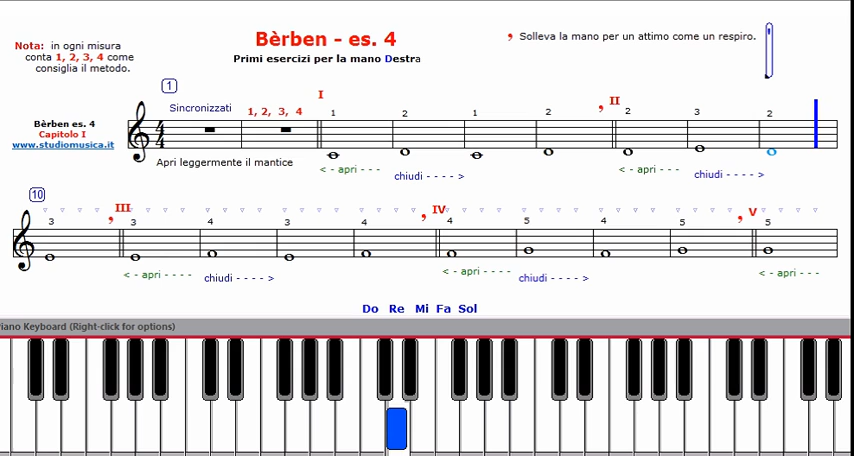 Bèrben - es. 4
Primi esercizi per la mano Destra
Nota: in ogni misura
conta 1, 2, 3, 4 come
consiglia il metodo.
, Solleva la mano per un attimo come un respiro.
1
Sincronizzati
1, 2, 3, 4
I
II
1 2 1 2 2 3 2
Bèrben es. 4
Capitolo I
www.studiomusica.it
4
4
Apri leggermente il mantice
< - apri - - -
chiudi - - - - >
< - apri - - -
chiudi - - - - >
10
III
IV
V
3 3 4 3 4 4 5 4 5 5
< - apri - - - -
chiudi - - - - >
< - apri - - - -
chiudi - - - - >
< - apri - - -
Do Re Mi Fa Sol
iano Keyboard (Right-click for options)